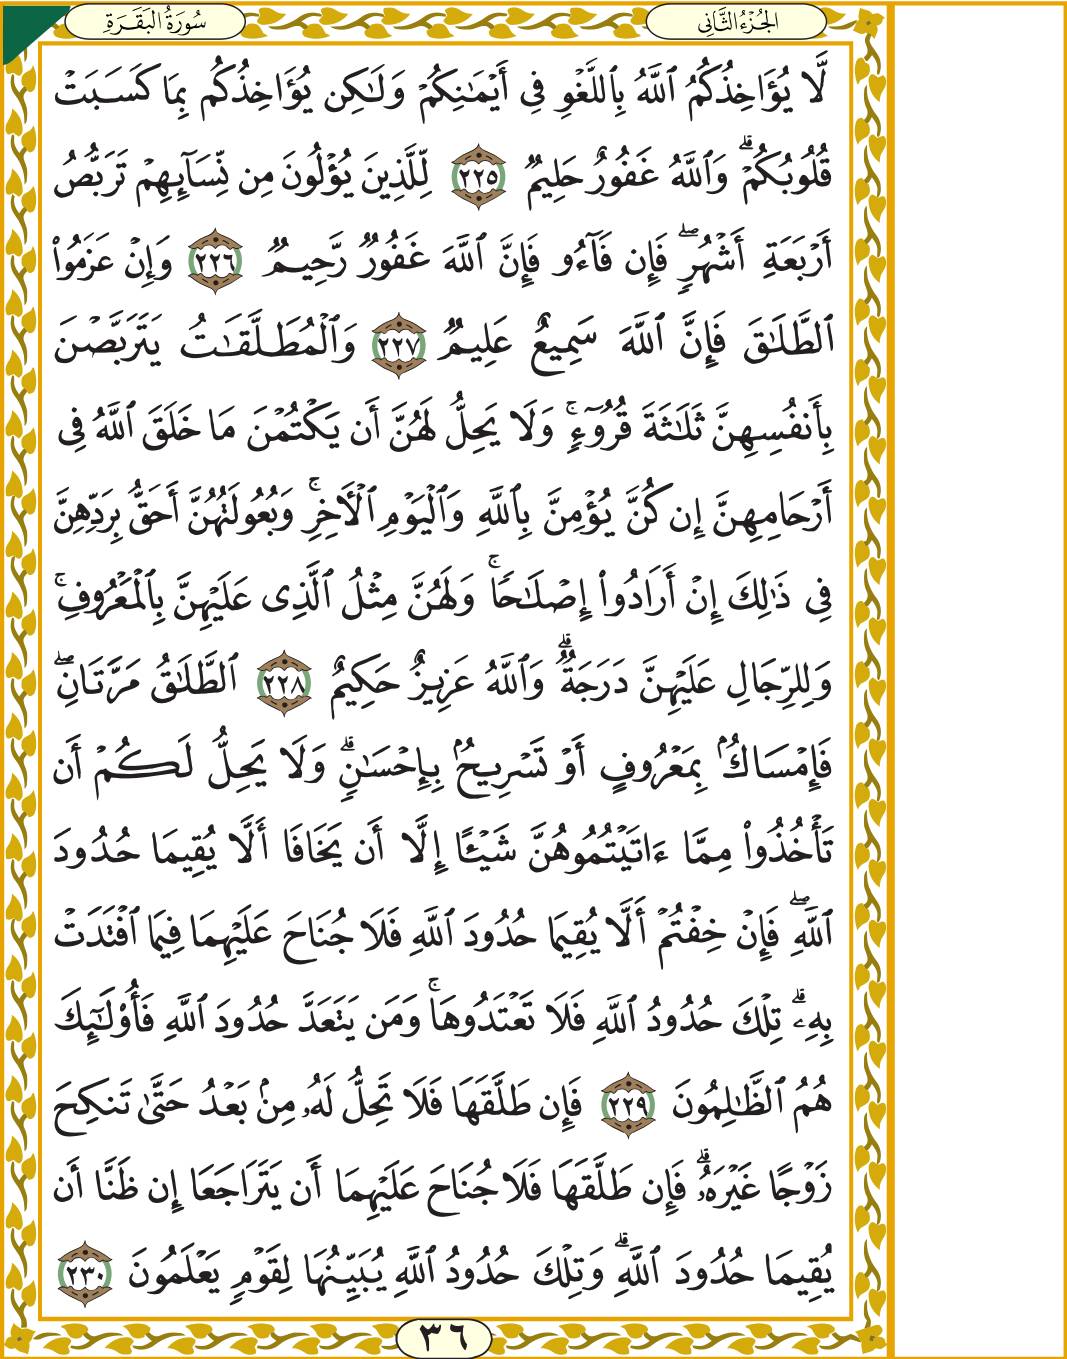 الجُزْءُ الثَّانِي
سُورَةُ البَقَرَةِ
لَّا يُؤَاخِذُكُمُ ٱللَّهُ بِٱللَّغْوِ فِىٓ أَيْمَٰنِكُمْ وَلَٰكِن يُؤَاخِذُكُم بِمَا كَسَبَتْ
قُلُوبُكُمْ ۗ وَٱللَّهُ غَفُورٌ حَلِيمٌ ٢٢٥ لِّلَّذِينَ يُؤْلُونَ مِن نِّسَآئِهِمْ تَرَبُّصُ
أَرْبَعَةِ أَشْهُرٍ ۖ فَإِن فَآءُو فَإِنَّ ٱللَّهَ غَفُورٌ رَّحِيمٌ ٢٢٦ وَإِنْ عَزَمُوا۟
ٱلطَّلَٰقَ فَإِنَّ ٱللَّهَ سَمِيعٌ عَلِيمٌ ٢٢٧ وَٱلْمُطَلَّقَٰتُ يَتَرَبَّصْنَ
بِأَنفُسِهِنَّ ثَلَٰثَةَ قُرُوٓءٍ ۚ وَلَا يَحِلُّ لَهُنَّ أَن يَكْتُمْنَ مَا خَلَقَ ٱللَّهُ فِىٓ
أَرْحَامِهِنَّ إِن كُنَّ يُؤْمِنَّ بِٱللَّهِ وَٱلْيَوْمِ ٱلْءَاخِرِ ۚ وَبُعُولَتُهُنَّ أَحَقُّ بِرَدِّهِنَّ
فِى ذَٰلِكَ إِنْ أَرَادُوٓا۟ إِصْلَٰحًا ۚ وَلَهُنَّ مِثْلُ ٱلَّذِى عَلَيْهِنَّ بِٱلْمَعْرُوفِ ۚ
وَلِلرِّجَالِ عَلَيْهِنَّ دَرَجَةٌ ۗ وَٱللَّهُ عَزِيزٌ حَكِيمٌ ٢٢٨ ٱلطَّلَٰقُ مَرَّتَانِ ۖ
فَإِمْسَاكٌۢ بِمَعْرُوفٍ أَوْ تَسْرِيحٌۢ بِإِحْسَٰنٍ ۗ وَلَا يَحِلُّ لَكُمْ أَن
تَأْخُذُوا۟ مِمَّآ ءَاتَيْتُمُوهُنَّ شَيْـًٔا إِلَّآ أَن يَخَافَآ أَلَّا يُقِيمَا حُدُودَ
ٱللَّهِ ۖ فَإِنْ خِفْتُمْ أَلَّا يُقِيمَا حُدُودَ ٱللَّهِ فَلَا جُنَاحَ عَلَيْهِمَا فِيمَا ٱفْتَدَتْ
بِهِۦ ۗ تِلْكَ حُدُودُ ٱللَّهِ فَلَا تَعْتَدُوهَا ۚ وَمَن يَتَعَدَّ حُدُودَ ٱللَّهِ فَأُو۟لَٰٓئِكَ
هُمُ ٱلظَّٰلِمُونَ ٢٢٩ فَإِن طَلَّقَهَا فَلَا تَحِلُّ لَهُۥ مِنۢ بَعْدُ حَتَّىٰ تَنكِحَ
زَوْجًا غَيْرَهُۥ ۗ فَإِن طَلَّقَهَا فَلَا جُنَاحَ عَلَيْهِمَآ أَن يَتَرَاجَعَآ إِن ظَنَّآ أَن
يُقِيمَا حُدُودَ ٱللَّهِ ۗ وَتِلْكَ حُدُودُ ٱللَّهِ يُبَيِّنُهَا لِقَوْمٍ يَعْلَمُونَ ٢٣٠
٣٦